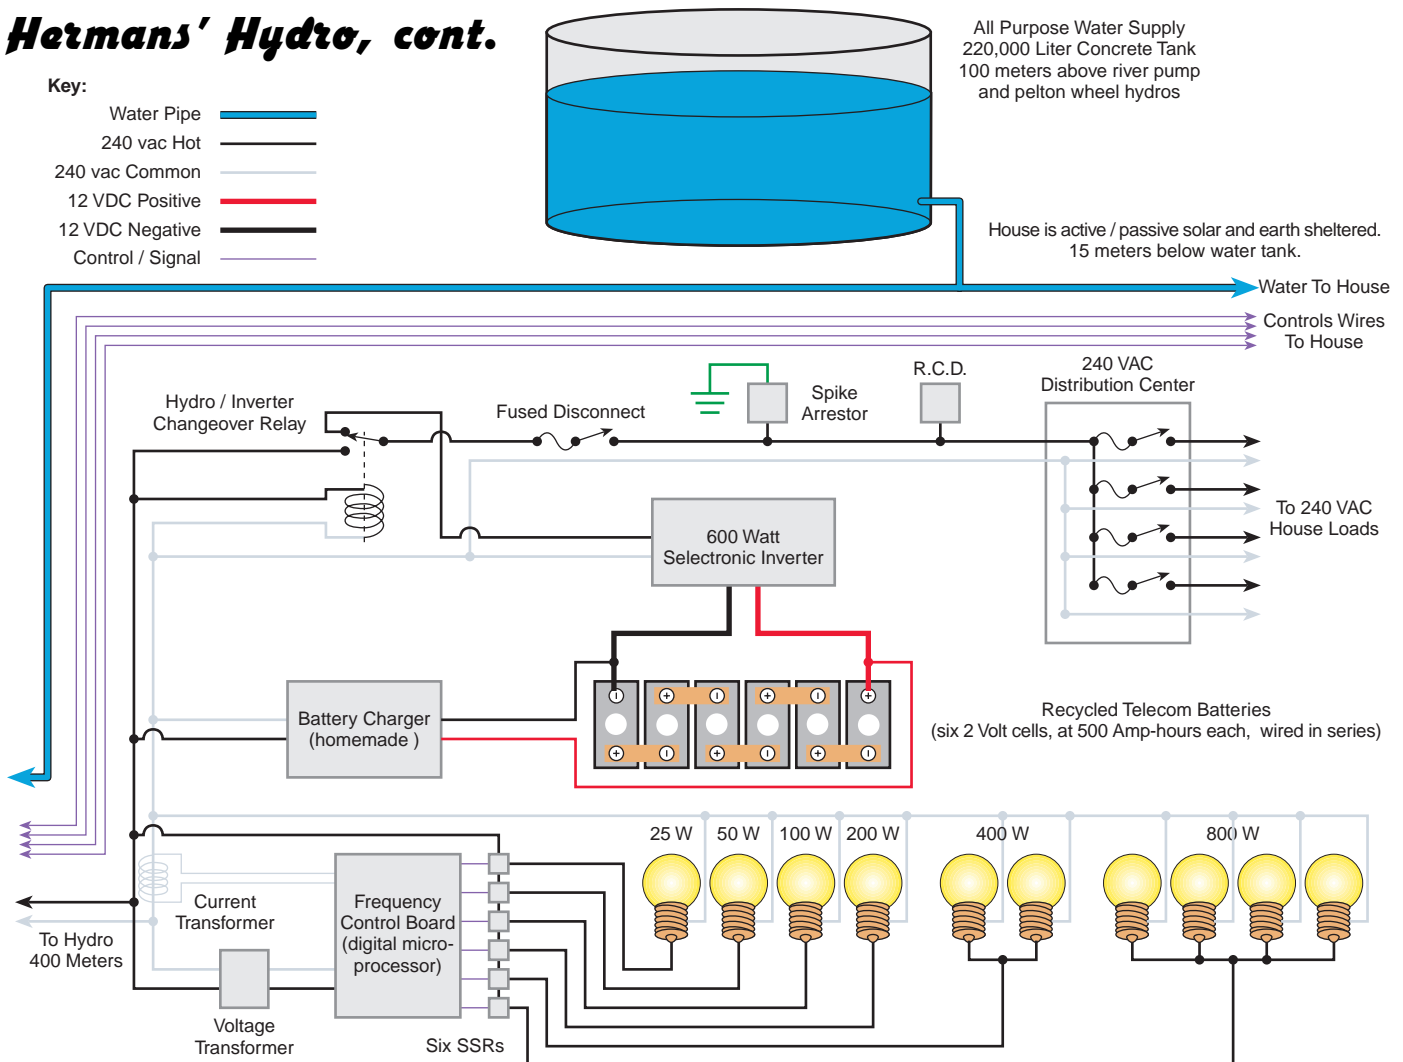 Hermans' Hydro, cont.
All Purpose Water Supply
220,000 Liter Concrete Tank
100 meters above river pump
and pelton wheel hydros
Key:
Water Pipe
240 vac Hot
240 vac Common
12 VDC Positive
12 VDC Negative
Control / Signal
House is active / passive solar and earth sheltered.
15 meters below water tank.
Water To House
Controls Wires
To House
Hydro / Inverter
Changeover Relay
Fused Disconnect
Spike
Arrestor
R.C.D.
240 VAC
Distribution Center
To 240 VAC
House Loads
600 Watt
Selectronic Inverter
Battery Charger
(homemade )
Recycled Telecom Batteries
(six 2 Volt cells, at 500 Amp-hours each, wired in series)
25 W
50 W
100 W
200 W
400 W
800 W
Current
Transformer
Frequency
Control Board
(digital micro-
processor)
To Hydro
400 Meters
Voltage
Transformer
Six SSRs